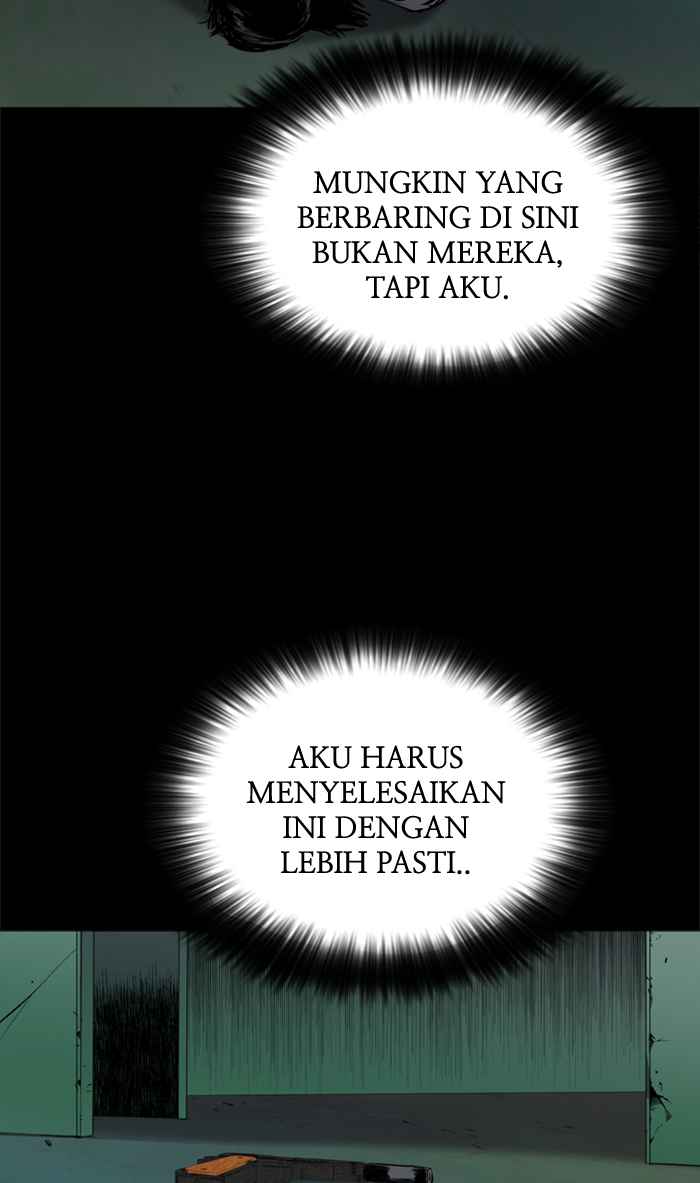 MUNGKIN YANG
BERBARING DI SINI
BUKAN MEREKA,
TAPI AKU.
AKU HARUS
MENYELESAIKAN
INI DENGAN
LEBIH PASTI..